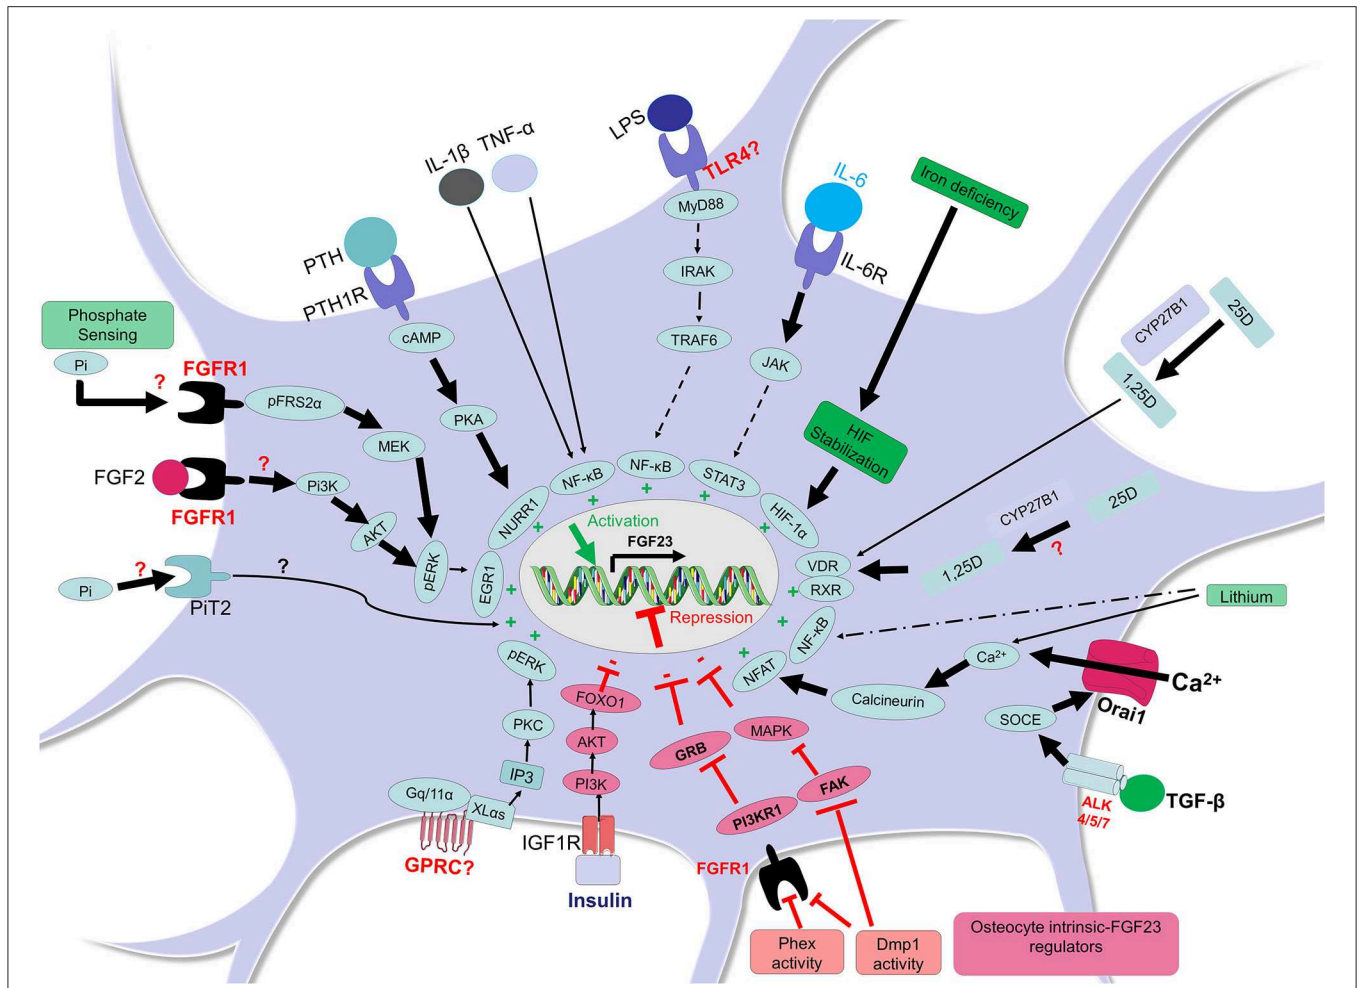 LPS
TLR4?
IL-1β
TNF-α
MyD88
IL-6
Iron deficiency
PTH
PTH1R
IRAK
IL-6R
Phosphate
Sensing
cAMP
TRAF6
CYP27B1
25D
Pi
?
FGFR1
JAK
1,25D
pFRS2α
PKA
MEK
HIF
Stabilization
FGF2
?
FGFR1
Pi3K
NF-κB
NF-κB
STAT3
AKT
NURR1
+
+
+
+
+
HIF-1α
CYP27B1
25D
Activation
FGF23
?
1,25D
pERK
EGR1
VDR
RXR
Pi
?
PiT2
?
+
+
+
+
+
+
Repression
Lithium
NF-κB
pERK
NFAT
Ca²⁺
Ca²⁺
Orai1
FOXO1
Calcineurin
SOCE
PKC
AKT
GRB
MAPK
IP3
PI3K
FAK
Gq/11α
XLαs
PI3KR1
ALK
4/5/7
TGF-β
GPRC?
IGF1R
FGFR1
Insulin
Phex
activity
Dmp1
activity
Osteocyte intrinsic-FGF23
regulators